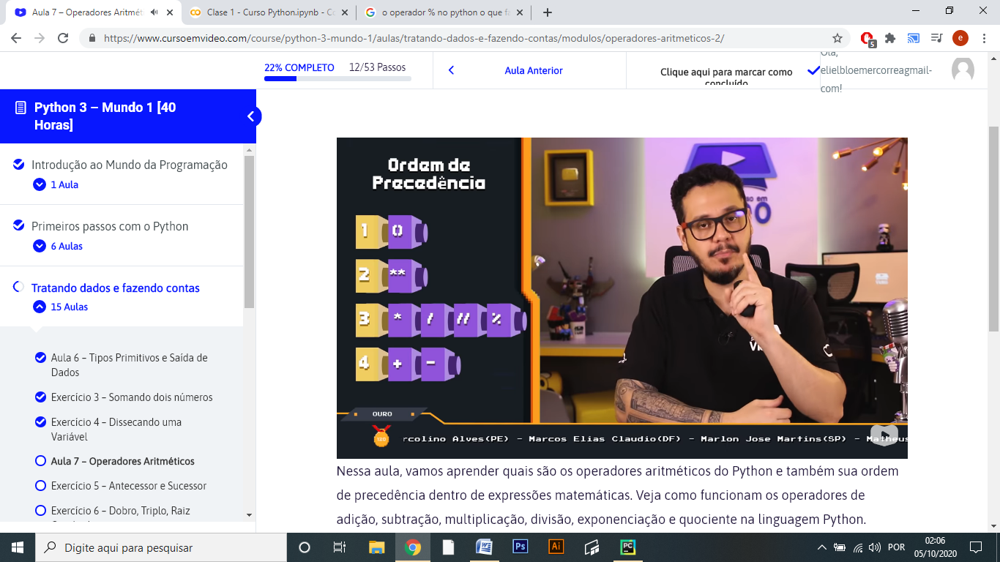 Aula 7 – Operadores Aritmét
Clase 1 - Curso Python.ipynb - Co
o operador % no python o que fa
https://www.cursoemvideo.com/course/python-3-mundo-1/aulas/tratando-dados-e-fazendo-contas/modulos/operadores-aritmeticos-2/
5
e
22% COMPLETO
12/53 Passos
Aula Anterior
Clique aqui para marcar como
concluído
Olá,
elielbloemercorreagmail-
com!
Python 3 – Mundo 1 [40
Horas]
Introdução ao Mundo da Programação
1 Aula
Primeiros passos com o Python
6 Aulas
Tratando dados e fazendo contas
15 Aulas
Aula 6 – Tipos Primitivos e Saída de
Dados
Exercício 3 – Somando dois números
Exercício 4 – Dissecando uma
Variável
Aula 7 – Operadores Aritméticos
Exercício 5 – Antecessor e Sucessor
Exercício 6 – Dobro, Triplo, Raiz
Ordem de
Precedência
1 ()
2 **
3 * / // %
4 + -
OURO
120
rcolino Alves(PE) - Marcos Elias Claudio(DF) - Marlon Jose Martins(SP) - Matheus
Nessa aula, vamos aprender quais são os operadores aritméticos do Python e também sua ordem
de precedência dentro de expressões matemáticas. Veja como funcionam os operadores de
adição, subtração, multiplicação, divisão, exponenciação e quociente na linguagem Python.
Digite aqui para pesquisar
Ps
Ai
PC
POR
02:06
05/10/2020